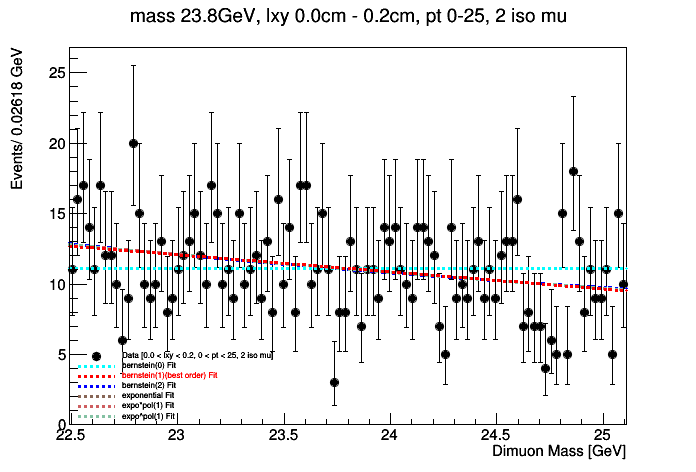 mass 23.8GeV, lxy 0.0cm - 0.2cm, pt 0-25, 2 iso mu
Events/ 0.02618 GeV
25
20
15
10
5
0
Data [0.0 < lxy < 0.2, 0 < pt < 25, 2 iso mu]
bernstein(0) Fit
bernstein(1)(best order) Fit
bernstein(2) Fit
exponential Fit
expo*pol(1) Fit
expo^pol(1) Fit
22.5 23 23.5 24 24.5 25
Dimuon Mass [GeV]